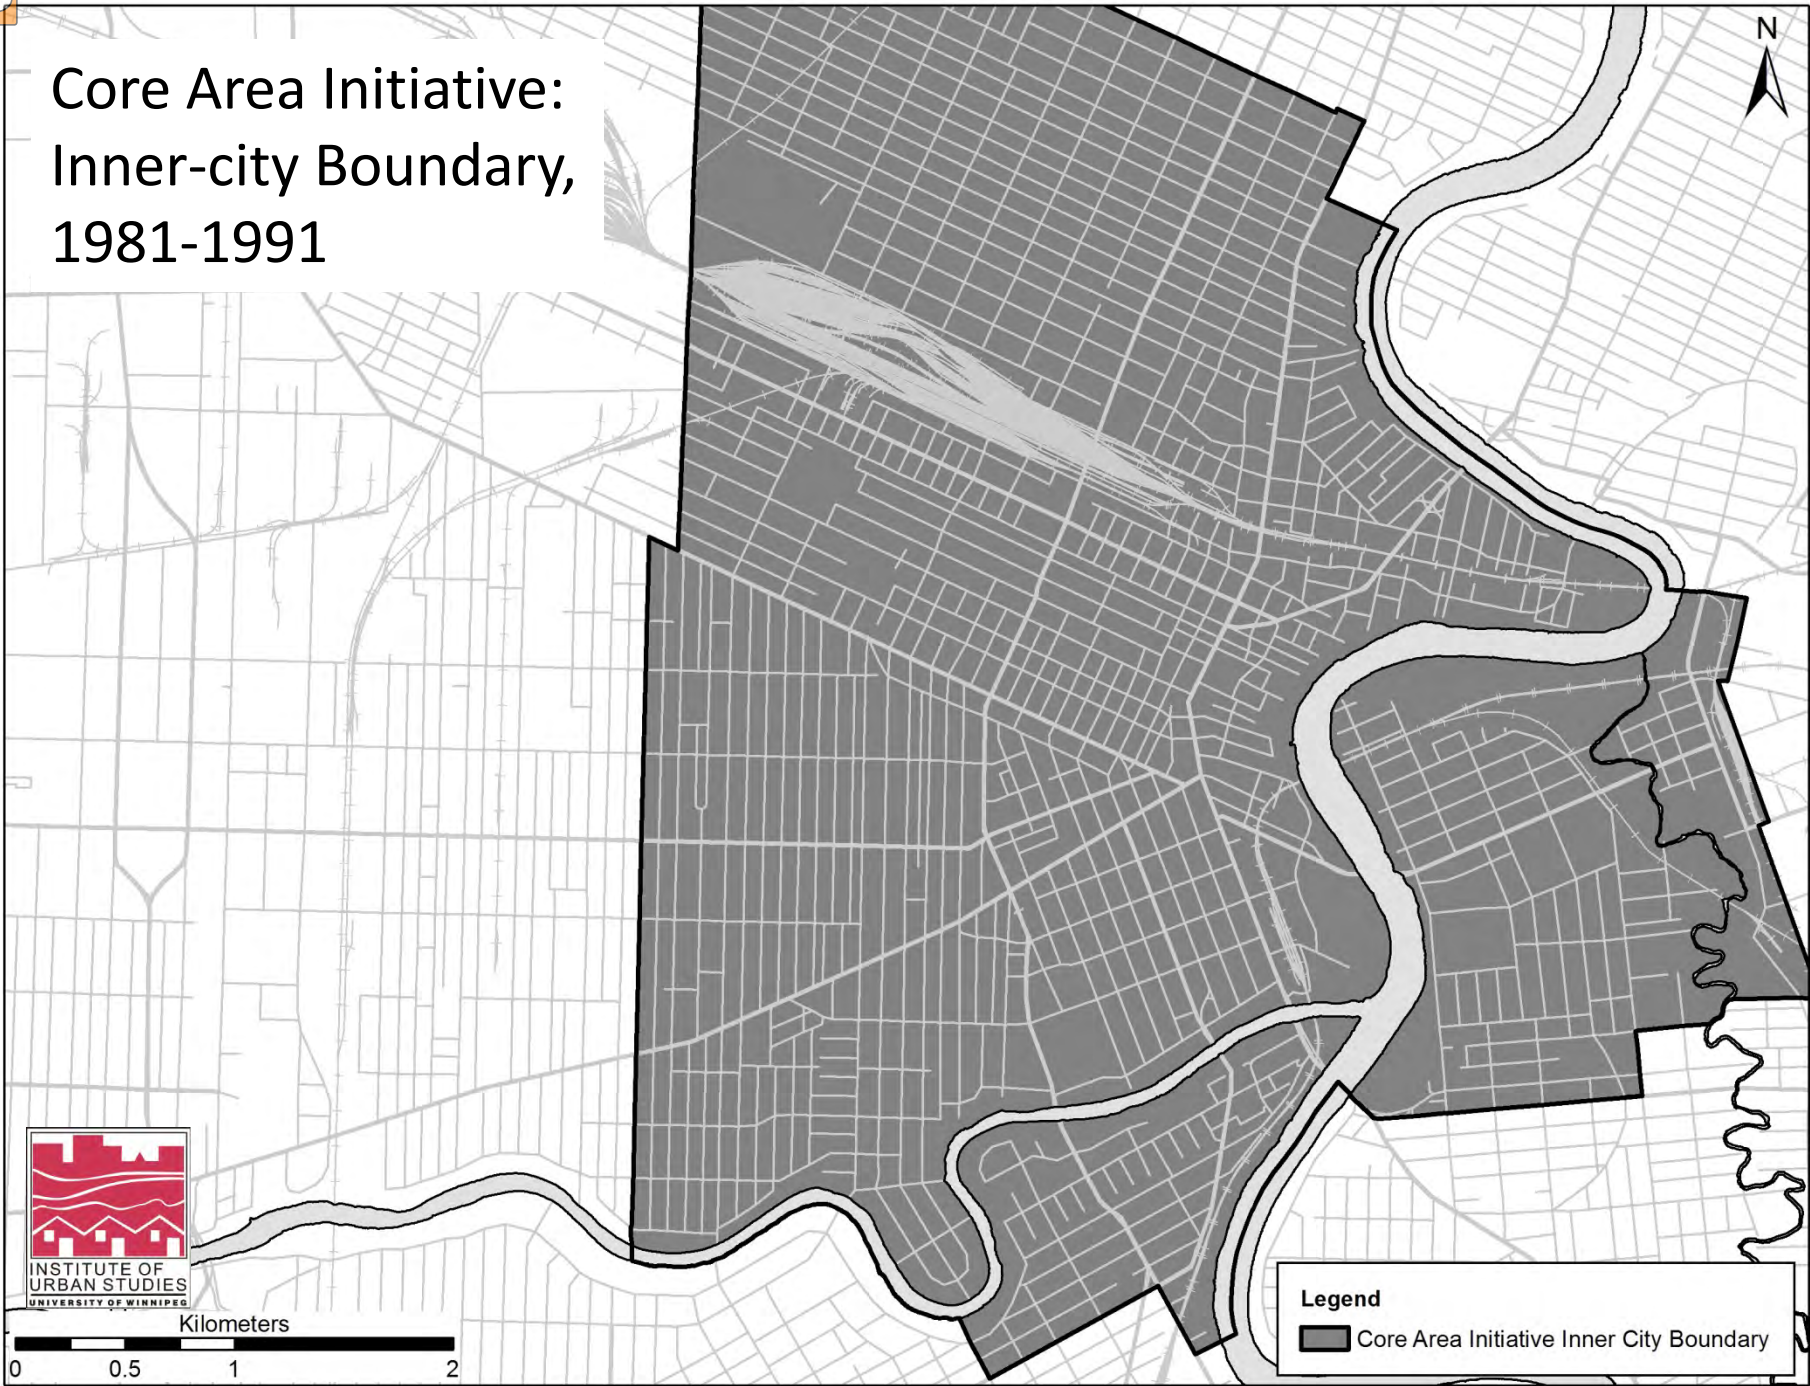 Core Area Initiative:
Inner-city Boundary,
1981-1991
N
INSTITUTE OF
URBAN STUDIES
UNIVERSITY OF WINNIPEG
Kilometers
0 0.5 1 2
Legend
Core Area Initiative Inner City Boundary